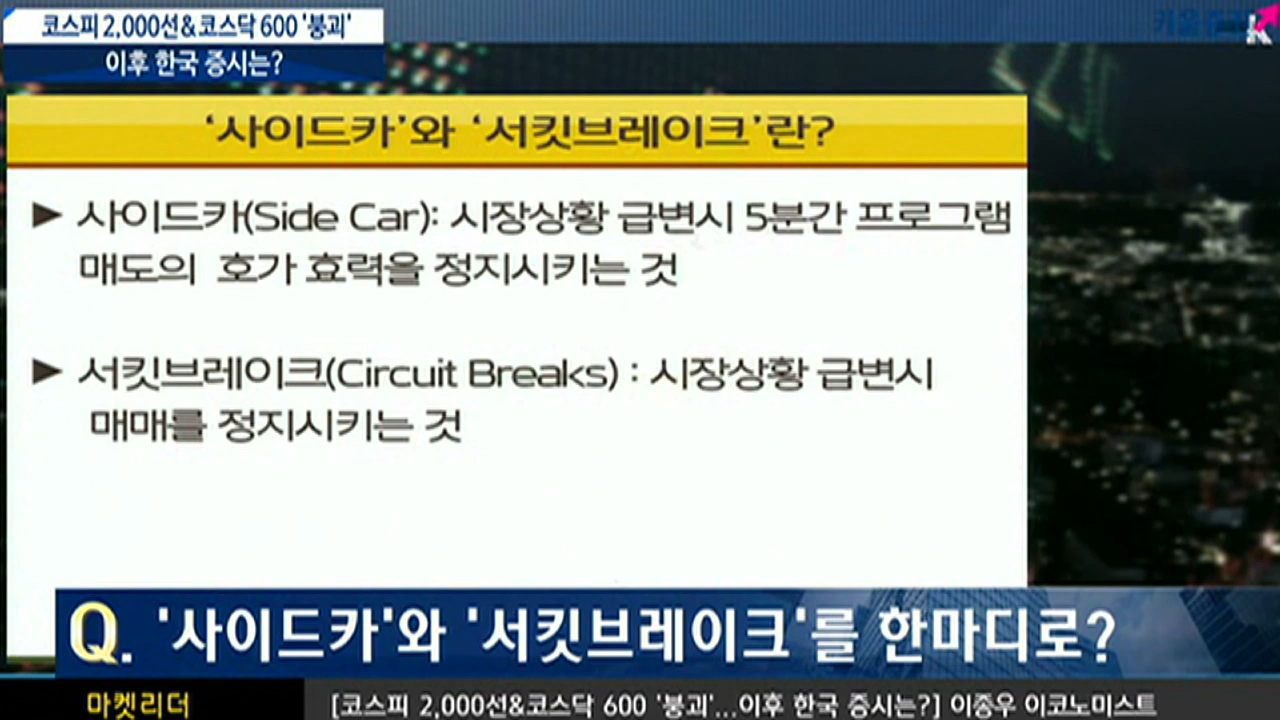 코스피 2,000선&코스닥 600 '붕괴'
이후 한국 증시는?
K
'사이드카'와 '서킷브레이크'란?
▶ 사이드카(Side Car): 시장상황 급변시 5분간 프로그램
매도의 호가 효력을 정지시키는 것
▶ 서킷브레이크(Circuit Breaks) : 시장상황 급변시
매매를 정지시키는 것
Q. '사이드카'와 '서킷브레이크'를 한마디로?
마켓리더
[코스피 2,000선&코스닥 600 '붕괴'...이후 한국 증시는?] 이종우 이코노미스트